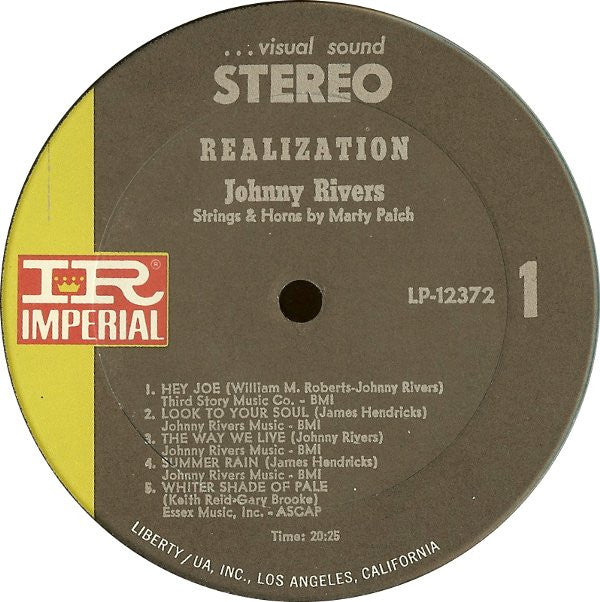 ...visual sound
STEREO
REALIZATION
Johnny Rivers
Strings & Horns by Marty Paich
IR®
IMPERIAL
LP-12372
1
1. HEY JOE (William M. Roberts-Johnny Rivers)
Third Story Music Co. - BMI
2. LOOK TO YOUR SOUL (James Hendricks)
Johnny Rivers Music - BMI
3. THE WAY WE LIVE (Johnny Rivers)
Johnny Rivers Music - BMI
4. SUMMER RAIN (James Hendricks)
Johnny Rivers Music - BMI
5. WHITER SHADE OF PALE
(Keith Reid-Gary Brooke)
Essex Music, Inc. - ASCAP
Time: 20:25
LIBERTY/UA, INC., LOS ANGELES, CALIFORNIA